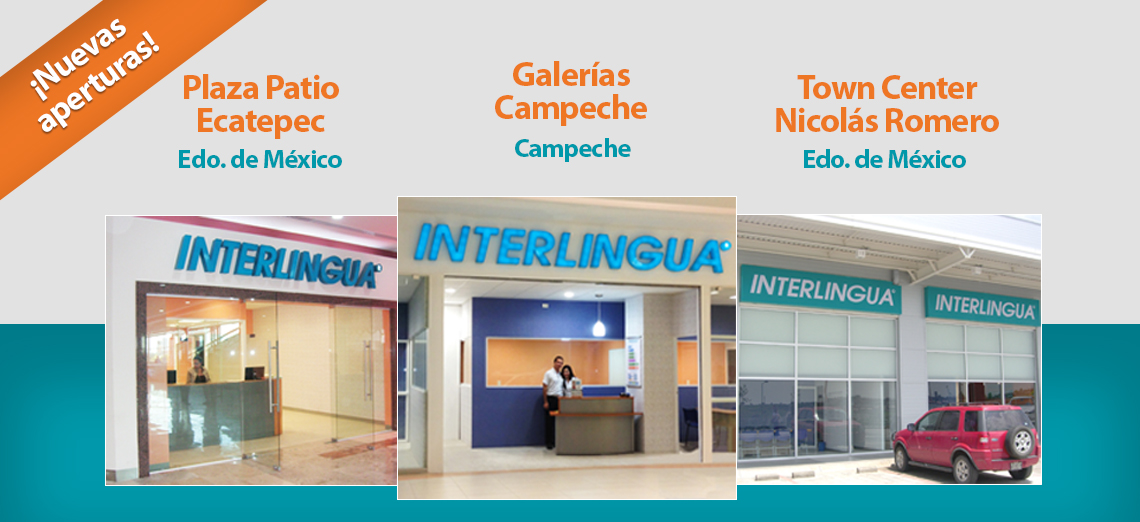 ¡Nuevas
aperturas!
Plaza Patio
Ecatepec
Edo. de México
Galerías
Campeche
Campeche
Town Center
Nicolás Romero
Edo. de México
INTERLINGUA
INTERLINGUA
INTERLINGUA
INTERLINGUA